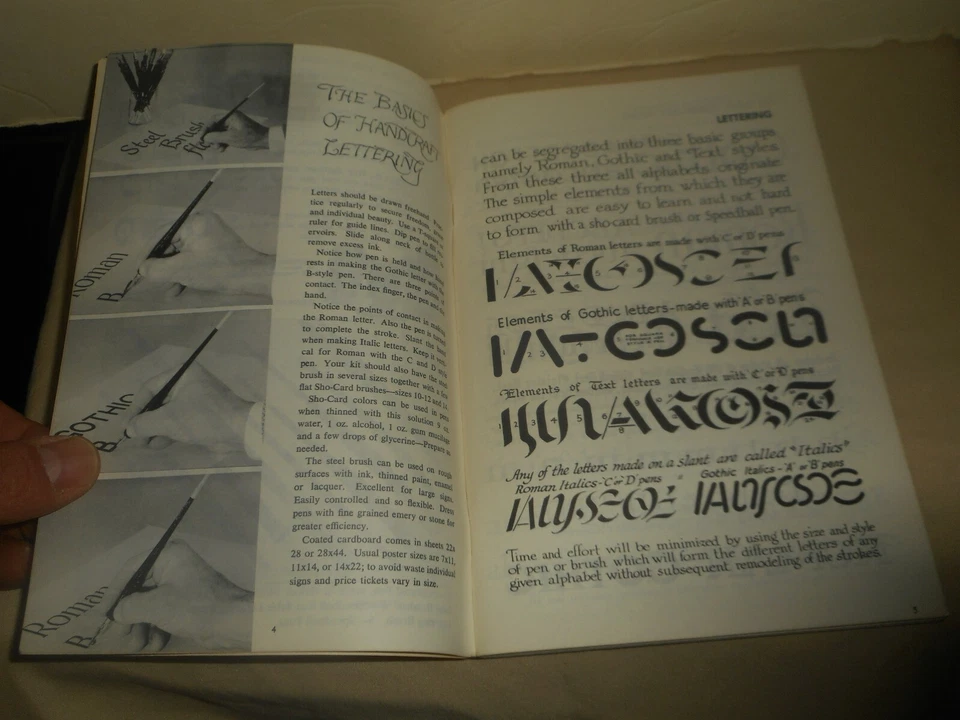 Steel
Brush
Roman
B
GOTHIC
B
Roman
B
THE BASICS
OF HANDCRAFT
LETTERING
Letters should be drawn freehand.
tice regularly to secure
and individual beauty. Use a T-square
ruler for guide lines. Dip pen to fill
ervoirs. Slide along neck of
remove excess ink.
Notice how pen is held and how
rests in making the Gothic letter with the
B-style pen. There are three points
contact. The index finger, the pen and the
hand.
Notice the points of contact in making
the Roman letter. Also the pen is
to complete the stroke. Slant the
when making Italic letters. Keep it verti-
cal for Roman with the C and D
pen. Your kit should also have the steel
brush in several sizes together with a few
flat Sho-Card brushes—sizes 10-12 and
Sho-Card colors can be used in pens
when thinned with this solution
water, 1 oz. alcohol, 1 oz. gum mucilage
and a few drops of glycerine—Prepare as
needed.
The steel brush can be used on rough
surfaces with ink, thinned paint, enamel
or lacquer. Excellent for large signs.
Easily controlled and so flexible. Dress
pens with fine grained emery or stone for
greater efficiency.
Coated cardboard comes in sheets 22x
28 or 28x44. Usual poster sizes are 7x11,
11x14, or 14x22; to avoid waste individual
signs and price tickets vary in size.
4
LETTERING
can be segregated into three basic groups
namely Roman, Gothic and Text styles.
From these three all alphabets originate.
The simple elements from which they are
composed are easy to learn and not hard
to form with a sho-card brush or Speedball pen.
Elements of Roman letters are made with "C" or "D" pens
Elements of Gothic letters-made with "A" or "B" pens
Elements of Text letters are made with "C" or "D" pens
Any of the letters made on a slant are called "Italics"
Roman Italics-"C" or "D" pens
Gothic Italics-"A" or "B" pens
Time and effort will be minimized by using the size and style
of pen or brush which will form the different letters of any
given alphabet without subsequent remodeling of the strokes.
5